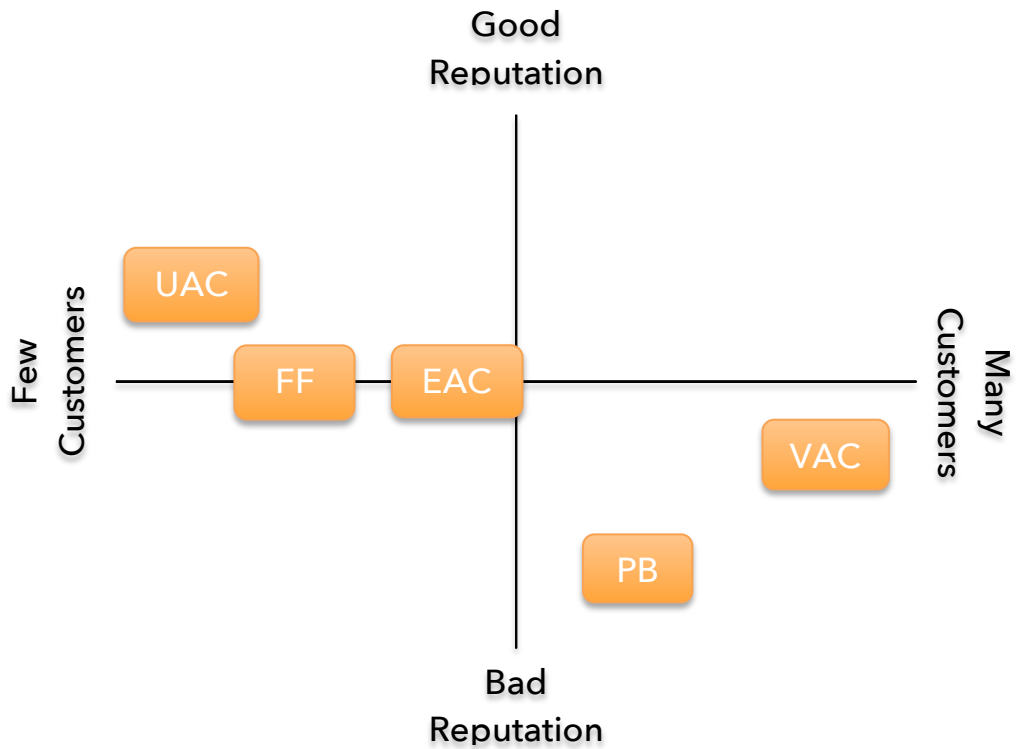 Good
Reputation
UAC
Few
Customers
FF
EAC
Many
Customers
VAC
PB
Bad
Reputation